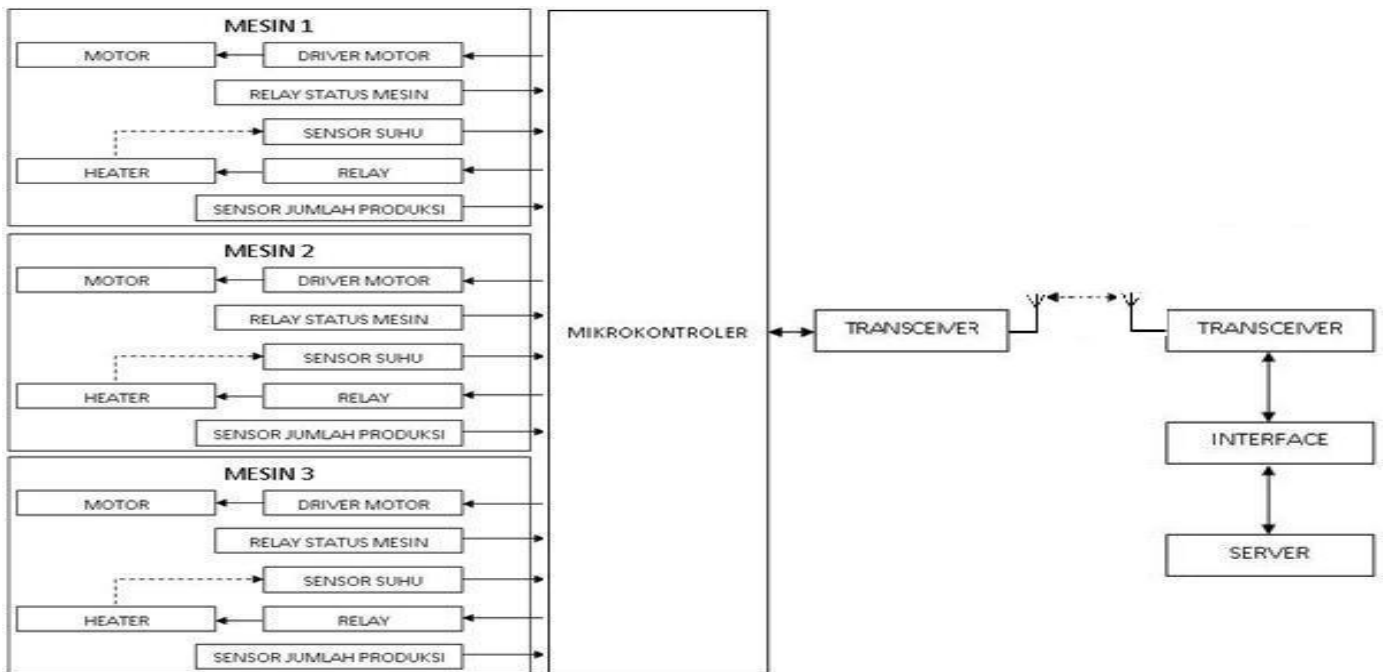 MESIN 1
MOTOR
DRIVER MOTOR
RELAY STATUS MESIN
SENSOR SUHU
HEATER
RELAY
SENSOR JUMLAH PRODUKSI
MESIN 2
MOTOR
DRIVER MOTOR
RELAY STATUS MESIN
SENSOR SUHU
HEATER
RELAY
SENSOR JUMLAH PRODUKSI
MESIN 3
MOTOR
DRIVER MOTOR
RELAY STATUS MESIN
SENSOR SUHU
HEATER
RELAY
SENSOR JUMLAH PRODUKSI
MIKROKONTROLER
TRANSCEIVER
TRANSCEIVER
INTERFACE
SERVER